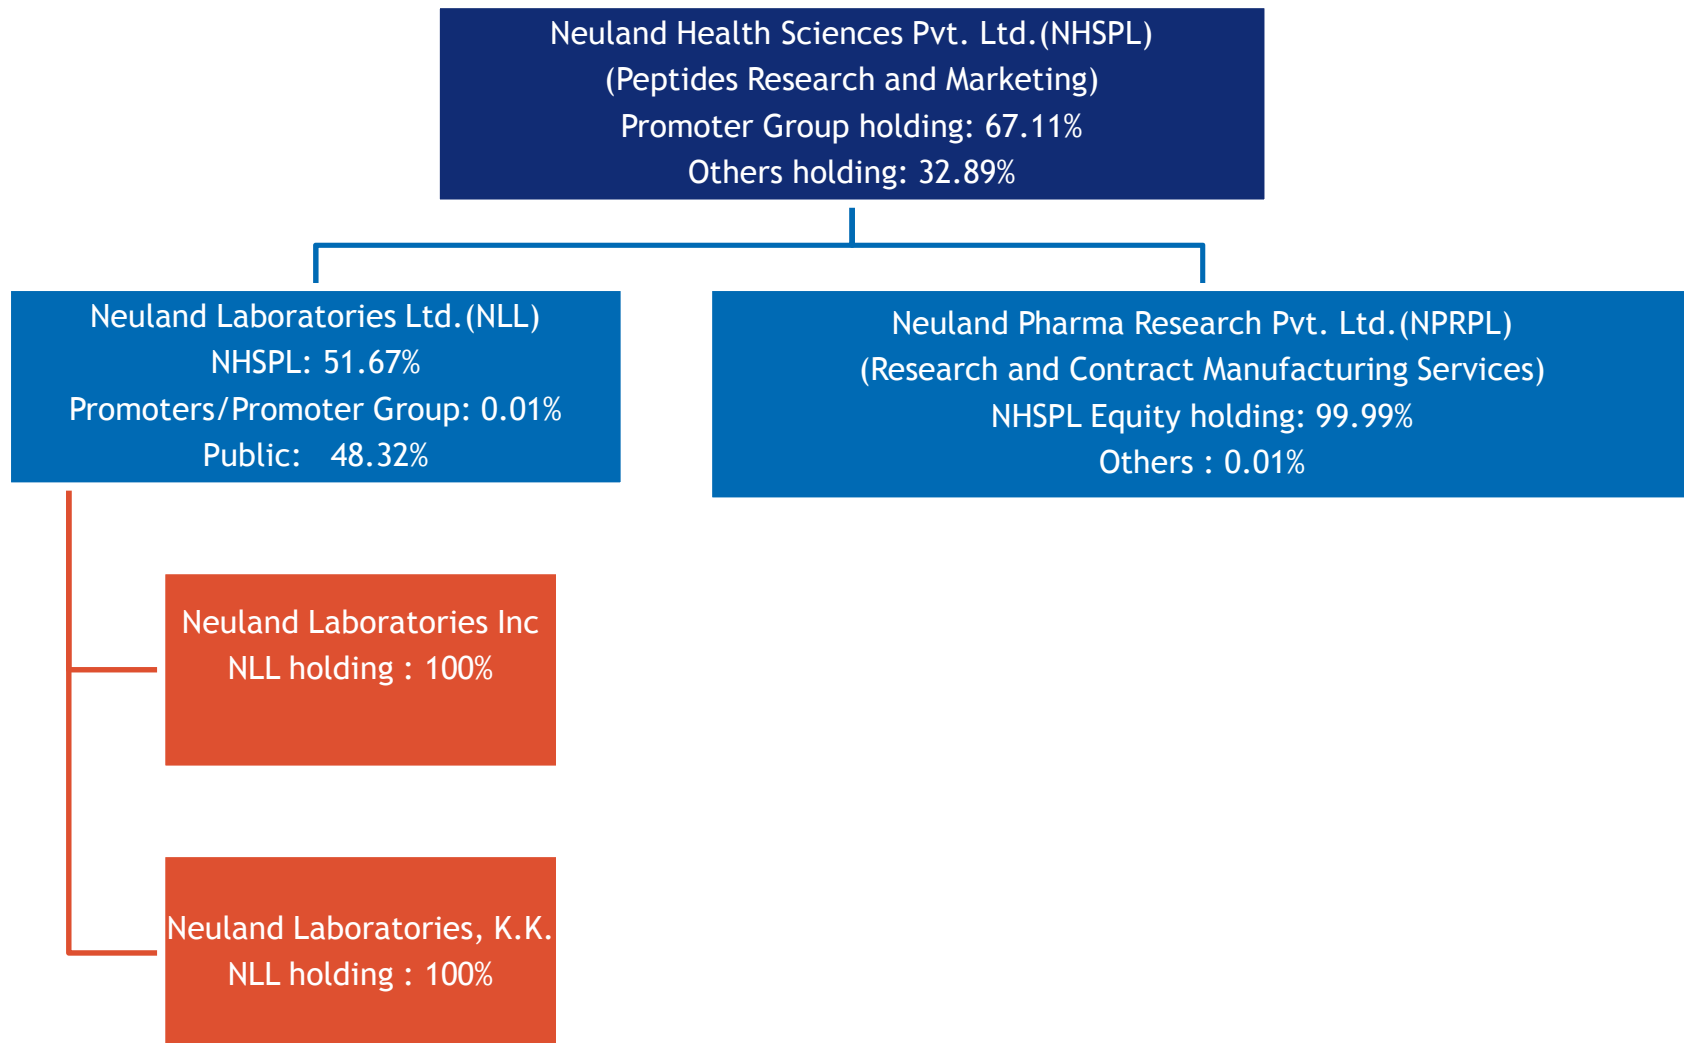 Neuland Health Sciences Pvt. Ltd.(NHSPL)
(Peptides Research and Marketing)
Promoter Group holding: 67.11%
Others holding: 32.89%
Neuland Laboratories Ltd.(NLL)
NHSPL: 51.67%
Promoters/Promoter Group: 0.01%
Public: 48.32%
Neuland Pharma Research Pvt. Ltd.(NPRPL)
(Research and Contract Manufacturing Services)
NHSPL Equity holding: 99.99%
Others : 0.01%
Neuland Laboratories Inc
NLL holding : 100%
Neuland Laboratories, K.K.
NLL holding : 100%